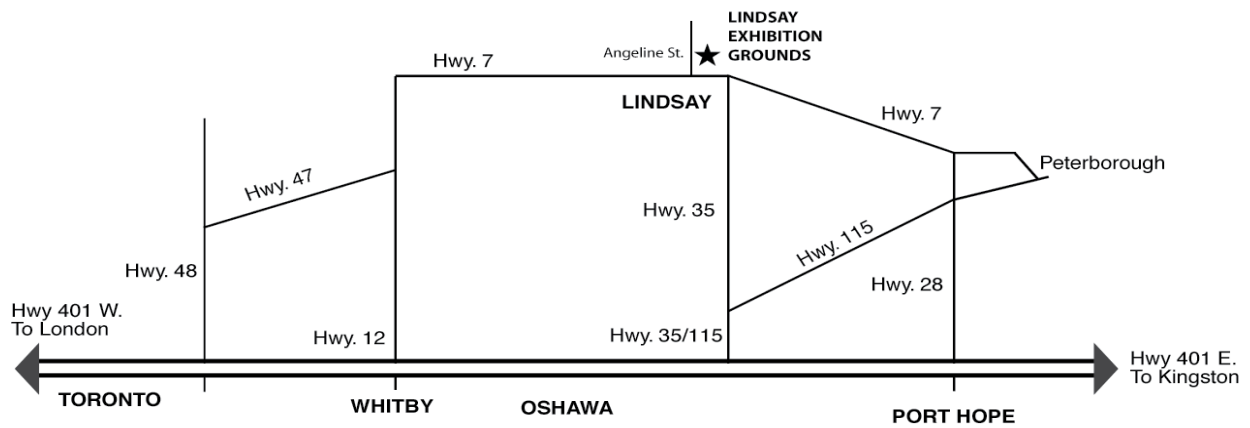 LINDSAY
EXHIBITION
GROUNDS
Angeline St.
Hwy. 7
LINDSAY
Hwy. 7
Peterborough
Hwy. 47
Hwy. 35
Hwy. 115
Hwy. 48
Hwy. 28
Hwy 401 W.
To London
Hwy. 12
Hwy. 35/115
Hwy 401 E.
To Kingston
TORONTO
WHITBY
OSHAWA
PORT HOPE